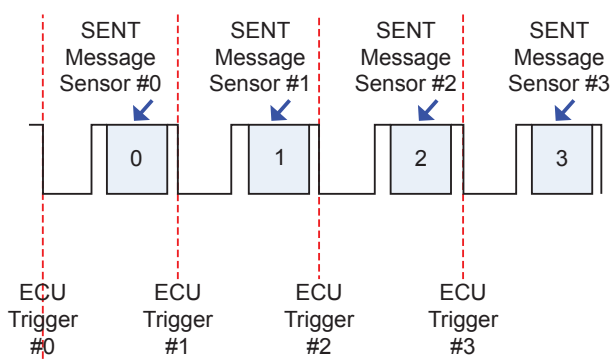 SENT
Message
Sensor #0
SENT
Message
Sensor #1
SENT
Message
Sensor #2
SENT
Message
Sensor #3
0
1
2
3
ECU
Trigger
#0
ECU
Trigger
#1
ECU
Trigger
#2
ECU
Trigger
#3